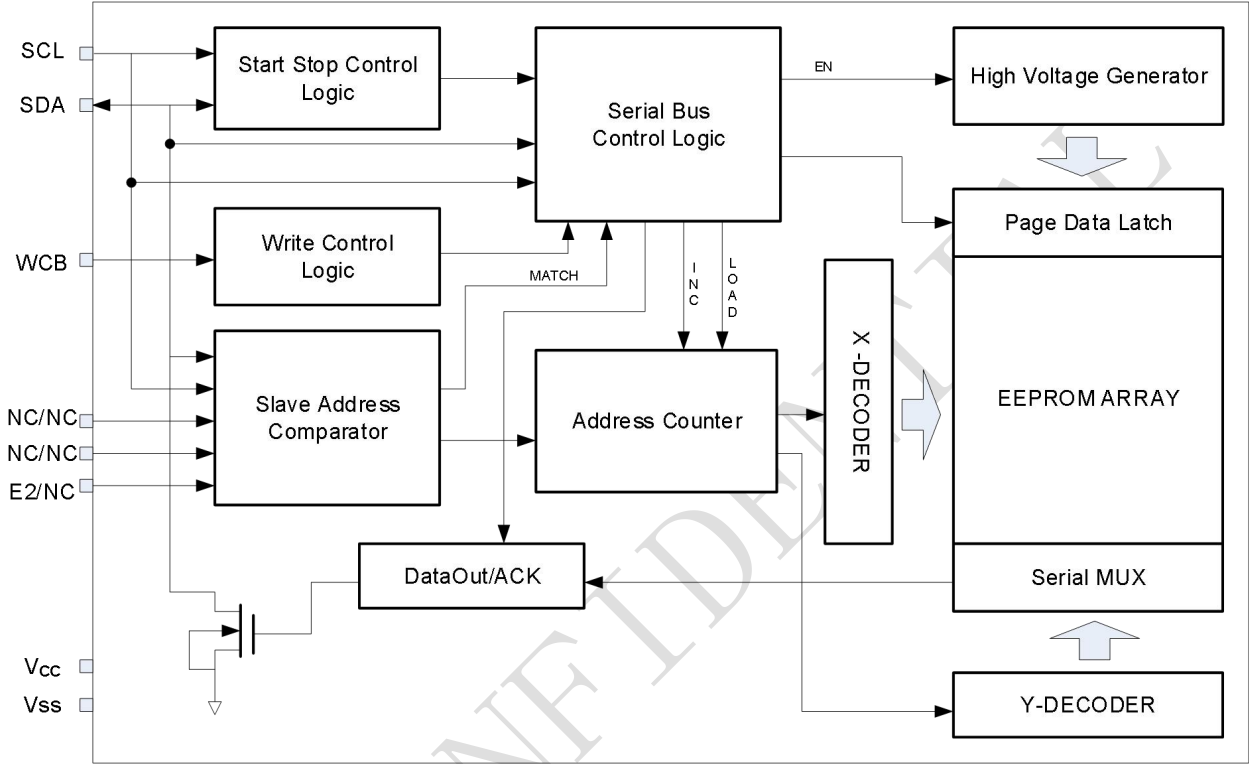 SCL
SDA
WCB
NC/NC
NC/NC
E2/NC
Vcc
Vss
Start Stop Control
Logic
Write Control
Logic
Slave Address
Comparator
MATCH
Serial Bus
Control Logic
INC
LOAD
Address Counter
DataOut/ACK
EN
X-DECODER
High Voltage Generator
Page Data Latch
EEPROM ARRAY
Serial MUX
Y-DECODER